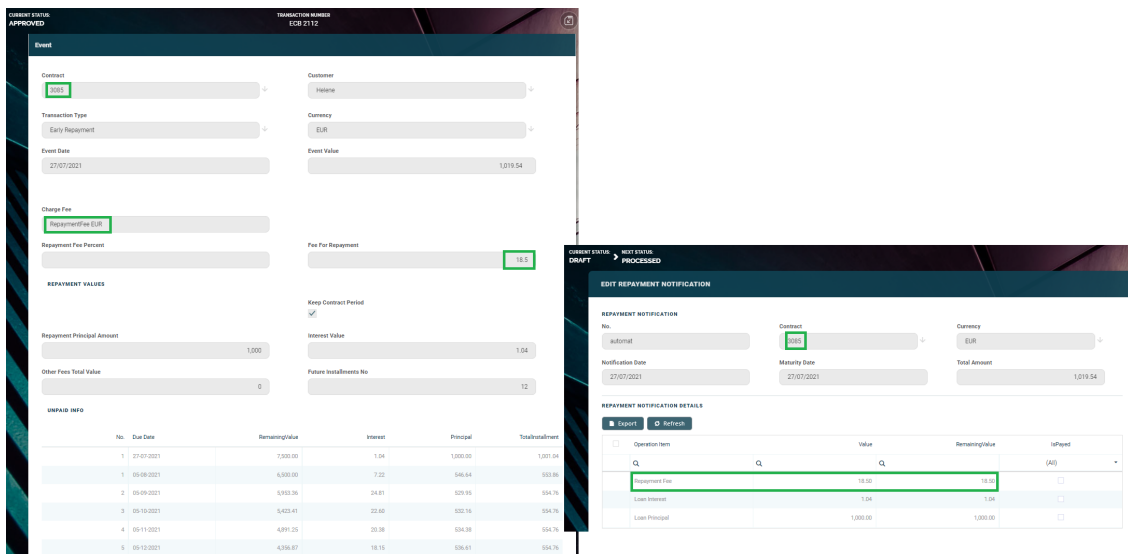 CURRENT STATUS:
APPROVED
TRANSACTION NUMBER
ECB 2112
Event
Contract
3085
Customer
Helene
Transaction Type
Early Repayment
Currency
EUR
Event Date
27/07/2021
Event Value
1,019.54
Charge Fee
RepaymentFee EUR
Repayment Fee Percent
Fee For Repayment
18.5
REPAYMENT VALUES
Keep Contract Period
Repayment Principal Amount
1,000
Interest Value
1.04
Other Fees Total Value
0
Future Installments No
12
UNPAID INFO
No. Due Date RemainingValue Interest Principal TotalInstallment
1 27-07-2021 7,500.00 1.04 1,000.00 1,001.04
1 05-08-2021 6,500.00 7.22 546.64 553.86
2 05-09-2021 5,953.36 24.81 529.95 554.76
3 05-10-2021 5,423.41 22.60 532.16 554.76
4 05-11-2021 4,891.25 20.38 534.38 554.76
5 05-12-2021 4,356.87 18.15 536.61 554.76
CURRENT STATUS:
DRAFT
NEXT STATUS:
PROCESSED
EDIT REPAYMENT NOTIFICATION
REPAYMENT NOTIFICATION
No.
automat
Contract
3085
Currency
EUR
Notification Date
27/07/2021
Maturity Date
27/07/2021
Total Amount
1,019.54
REPAYMENT NOTIFICATION DETAILS
Export Refresh
Operation Item Value RemainingValue IsPayed
(All)
Repayment Fee 18.50 18.50
Loan Interest 1.04 1.04
Loan Principal 1,000.00 1,000.00